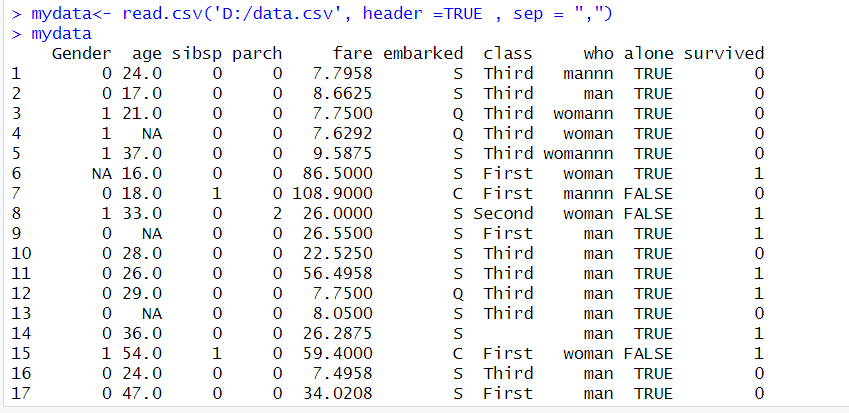 > mydata<- read.csv('D:/data.csv', header =TRUE , sep = ",")
> mydata
   Gender  age sibsp parch     fare embarked  class     who alone survived
1       0 24.0     0     0   7.7958        S  Third   mannn  TRUE        0
2       0 17.0     0     0   8.6625        S  Third     man  TRUE        0
3       1 21.0     0     0   7.7500        Q  Third  womann  TRUE        0
4       1   NA     0     0   7.6292        Q  Third   woman  TRUE        0
5       1 37.0     0     0   9.5875        S  Third womannn  TRUE        0
6      NA 16.0     0     0  86.5000        S  First   woman  TRUE        1
7       0 18.0     1     0 108.9000        C  First   mannn FALSE        0
8       1 33.0     0     2  26.0000        S Second   woman FALSE        1
9       0   NA     0     0  26.5500        S  First     man  TRUE        1
10      0 28.0     0     0  22.5250        S  Third     man  TRUE        0
11      0 26.0     0     0  56.4958        S  Third     man  TRUE        1
12      0 29.0     0     0   7.7500        Q  Third     man  TRUE        1
13      0   NA     0     0   8.0500        S  Third     man  TRUE        0
14      0 36.0     0     0  26.2875        S            man  TRUE        1
15      1 54.0     1     0  59.4000        C  First   woman FALSE        1
16      0 24.0     0     0   7.4958        S  Third     man  TRUE        0
17      0 47.0     0     0  34.0208        S  First     man  TRUE        0